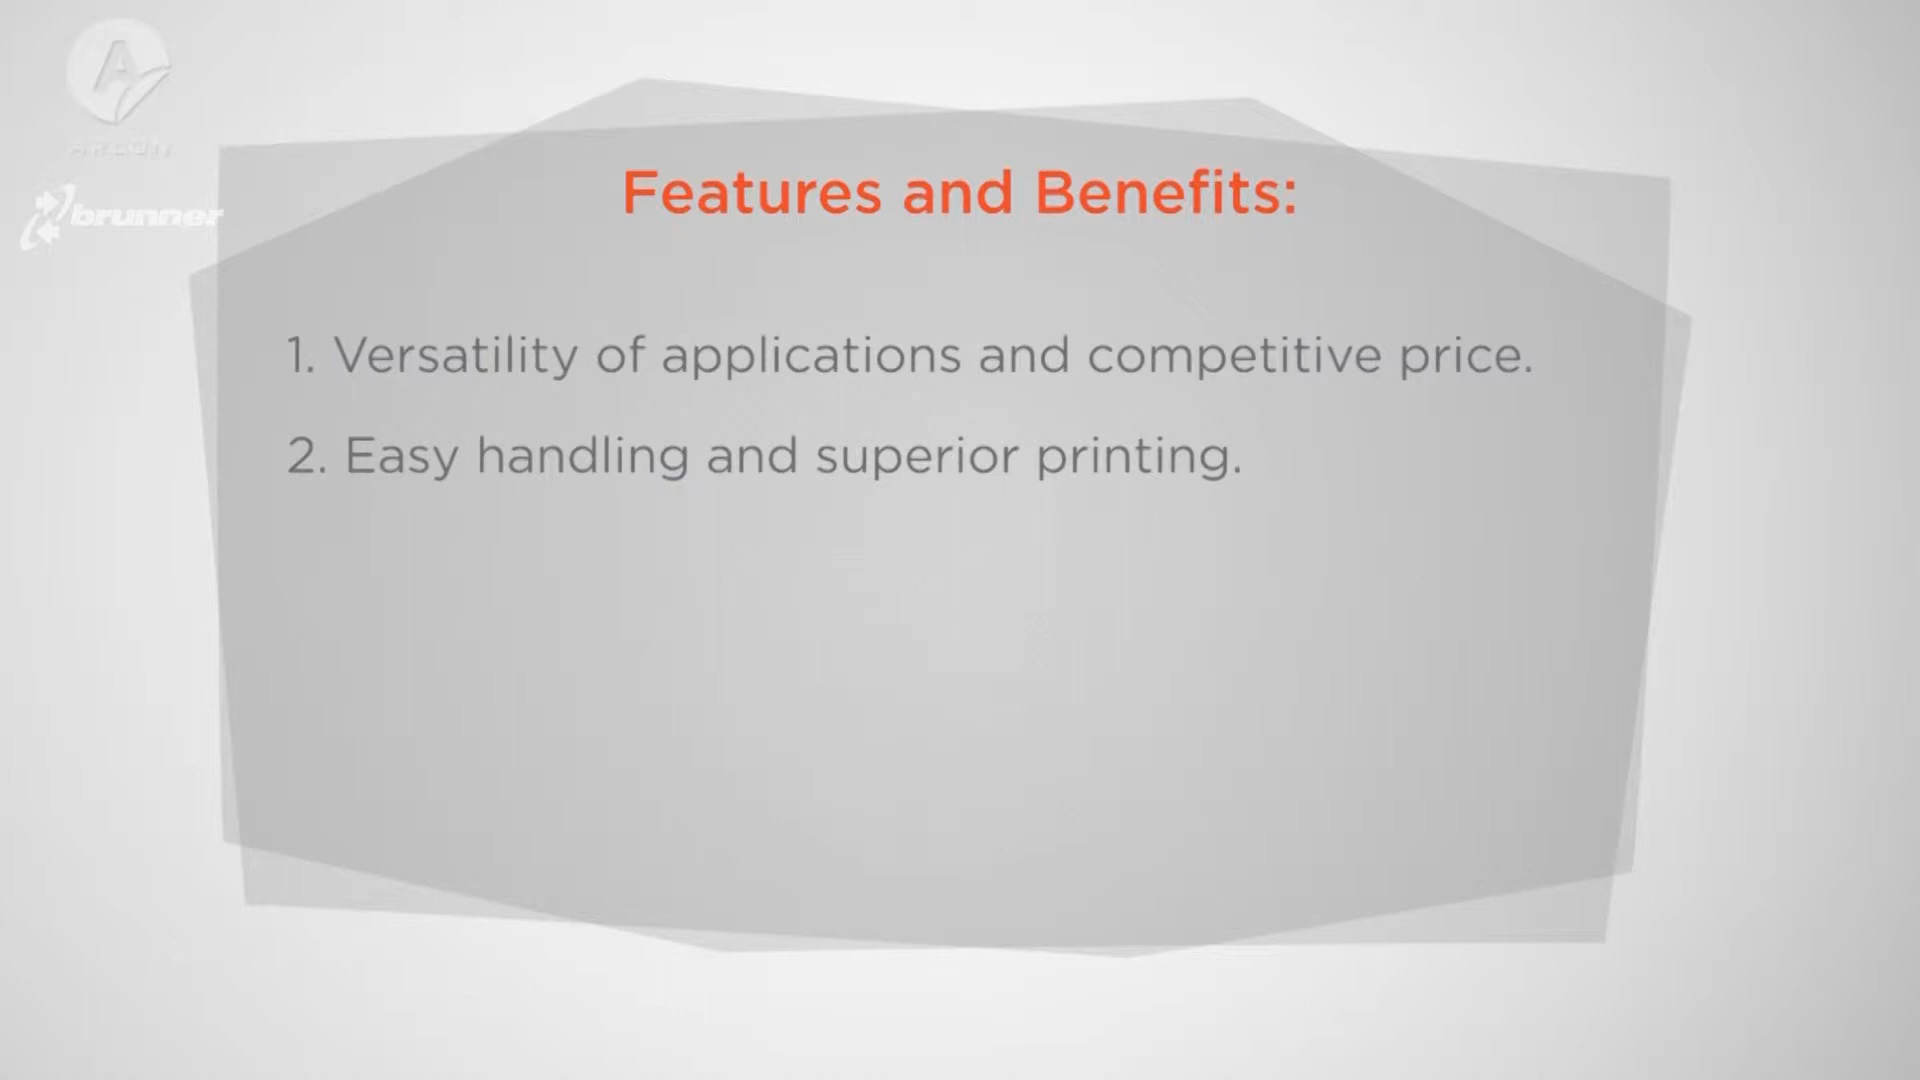 A
brunner
Features and Benefits:
1. Versatility of applications and competitive price.
2. Easy handling and superior printing.